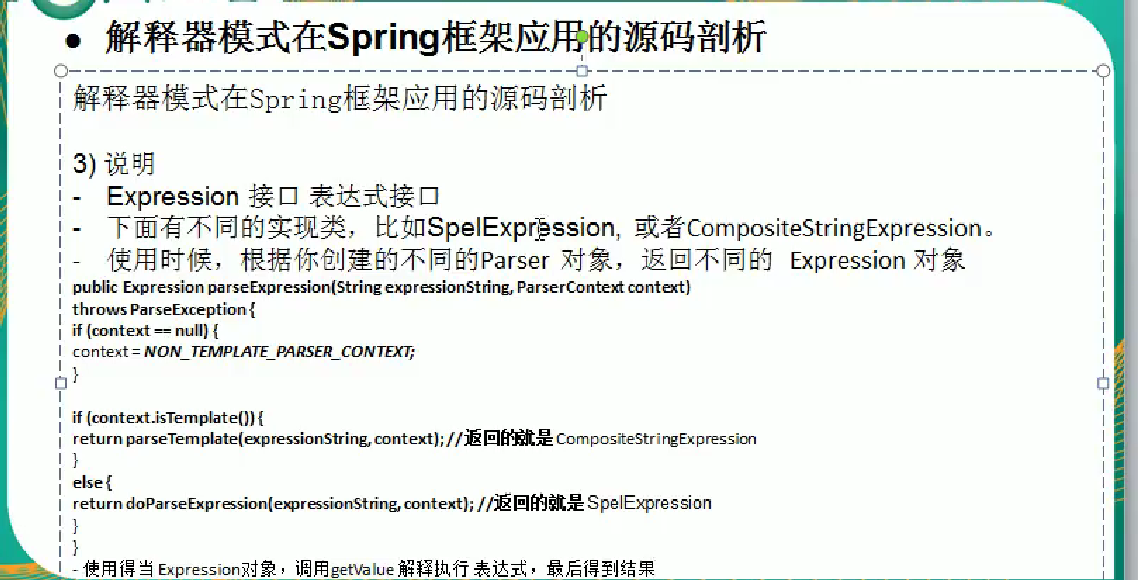 ● 解释器模式在Spring框架应用的源码剖析
解释器模式在Spring框架应用的源码剖析
3) 说明
- Expression 接口 表达式接口
- 下面有不同的实现类，比如SpelExpression, 或者CompositeStringExpression。
- 使用时候，根据你创建的不同的Parser 对象，返回不同的 Expression 对象
public Expression parseExpression(String expressionString, ParserContext context)
throws ParseException {
if (context == null) {
context = NON_TEMPLATE_PARSER_CONTEXT;
}
if (context.isTemplate()) {
return parseTemplate(expressionString, context); //返回的就是 CompositeStringExpression
}
else {
return doParseExpression(expressionString, context); //返回的就是 SpelExpression
}
}
- 使用得当 Expression对象，调用getValue 解释执行 表达式，最后得到结果